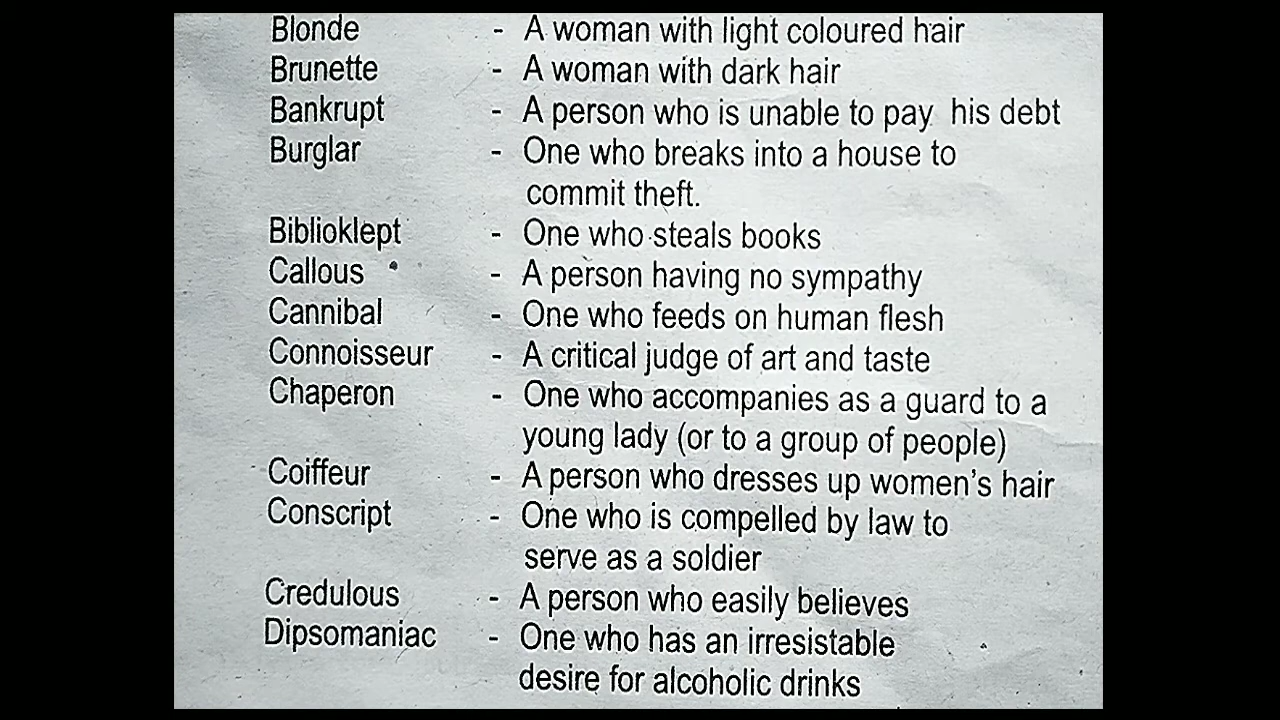 Blonde - A woman with light coloured hair
Brunette - A woman with dark hair
Bankrupt - A person who is unable to pay his debt
Burglar - One who breaks into a house to
commit theft.
Biblioklept - One who steals books
Callous - A person having no sympathy
Cannibal - One who feeds on human flesh
Connoisseur - A critical judge of art and taste
Chaperon - One who accompanies as a guard to a
young lady (or to a group of people)
Coiffeur - A person who dresses up women's hair
Conscript - One who is compelled by law to
serve as a soldier
Credulous - A person who easily believes
Dipsomaniac - One who has an irresistable
desire for alcoholic drinks